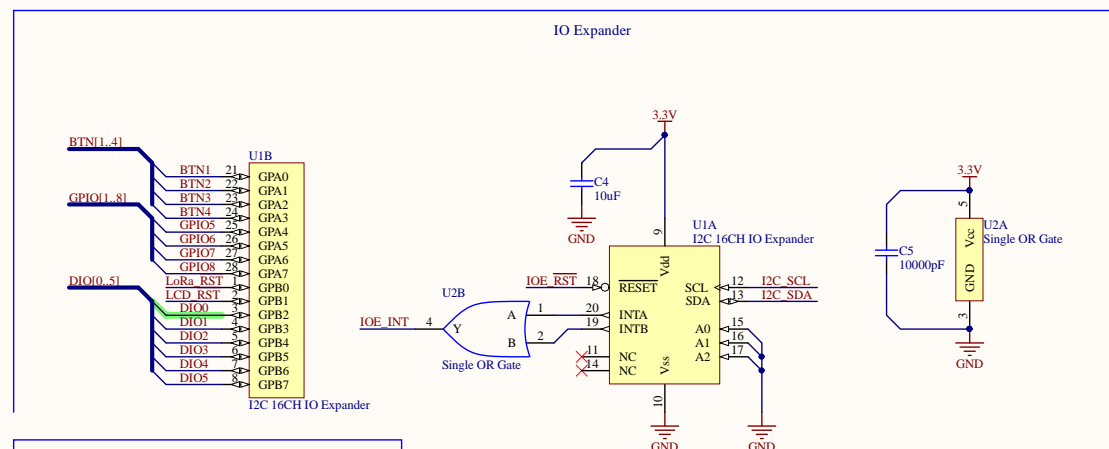 IO Expander
BTN[1..4]
GPIO[1..8]
DIO[0..5]
U1B
BTN1 21 GPA0
BTN2 22 GPA1
BTN3 23 GPA2
BTN4 24 GPA3
GPIO5 25 GPA4
GPIO6 26 GPA5
GPIO7 27 GPA6
GPIO8 28 GPA7
LoRa_RST 1 GPB0
LCD_RST 2 GPB1
DIO0 3 GPB2
DIO1 4 GPB3
DIO2 5 GPB4
DIO3 6 GPB5
DIO4 7 GPB6
DIO5 8 GPB7
I2C 16CH IO Expander
3.3V
C4
10uF
GND
U1A
I2C 16CH IO Expander
9
Vdd
IOE_RST 18 RESET
SCL 12 I2C_SCL
SDA 13 I2C_SDA
U2B
IOE_INT 4 Y
A 1 20 INTA
B 2 19 INTB
Single OR Gate
A0 15
A1 16
A2 17
11 NC
14 NC
Vss
10
GND
GND
3.3V
5
Vcc
U2A
Single OR Gate
C5
10000pF
GND
3
GND